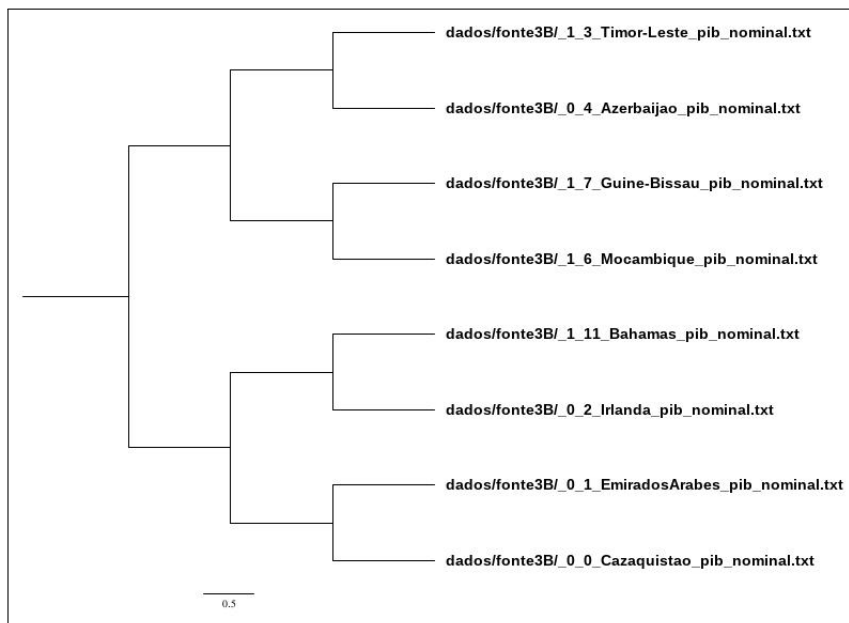 dados/fonte3B/_1_3_Timor-Leste_pib_nominal.txt
dados/fonte3B/_0_4_Azerbaijao_pib_nominal.txt
dados/fonte3B/_1_7_Guine-Bissau_pib_nominal.txt
dados/fonte3B/_1_6_Mocambique_pib_nominal.txt
dados/fonte3B/_1_11_Bahamas_pib_nominal.txt
dados/fonte3B/_0_2_Irlanda_pib_nominal.txt
dados/fonte3B/_0_1_EmiradosArabes_pib_nominal.txt
dados/fonte3B/_0_0_Cazaquistao_pib_nominal.txt
0.5